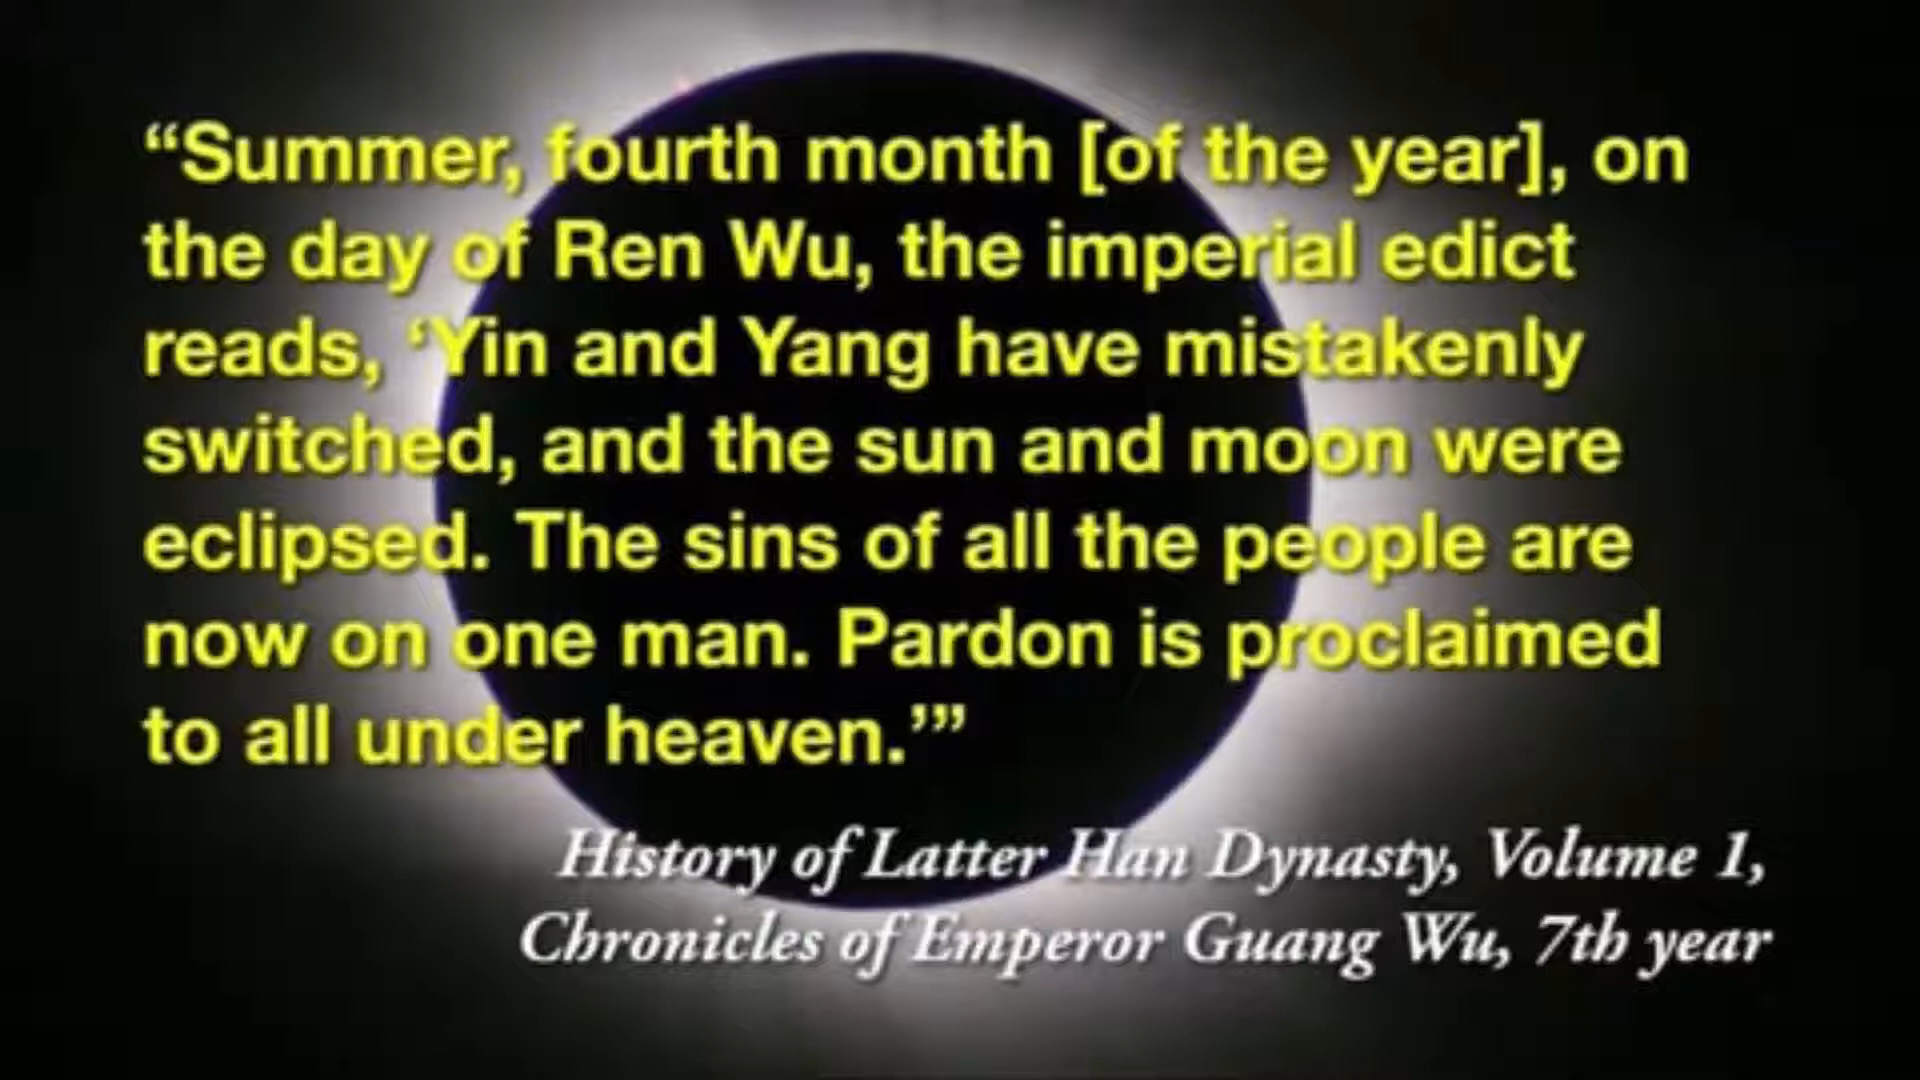 “Summer, fourth month [of the year], on
the day of Ren Wu, the imperial edict
reads, ‘Yin and Yang have mistakenly
switched, and the sun and moon were
eclipsed. The sins of all the people are
now on one man. Pardon is proclaimed
to all under heaven.’”
History of Latter Han Dynasty, Volume 1,
Chronicles of Emperor Guang Wu, 7th year